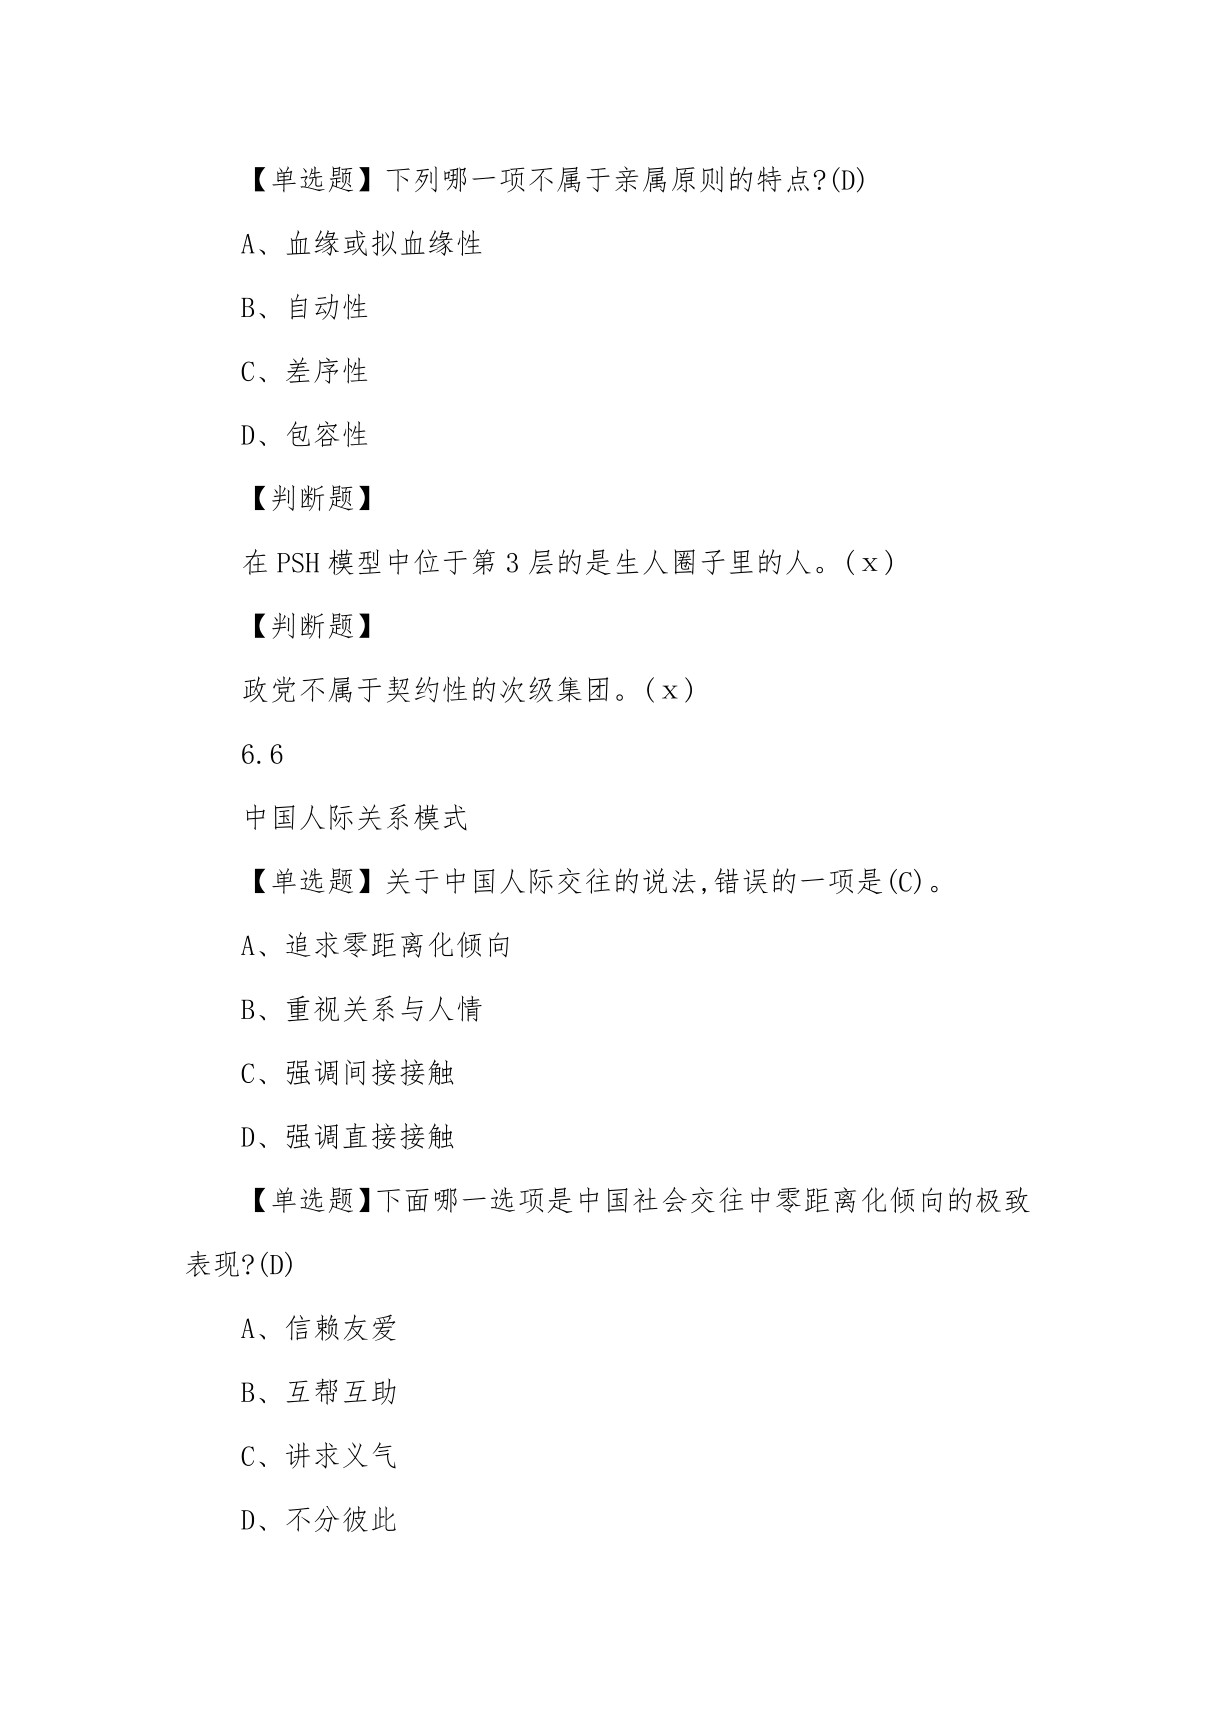 【单选题】下列哪一项不属于亲属原则的特点?(D)
A、血缘或拟血缘性
B、自动性
C、差序性
D、包容性
【判断题】
在 PSH 模型中位于第 3 层的是生人圈子里的人。(x)
【判断题】
政党不属于契约性的次级集团。(x)
6.6
中国人际关系模式
【单选题】关于中国人际交往的说法,错误的一项是(C)。
A、追求零距离化倾向
B、重视关系与人情
C、强调间接接触
D、强调直接接触
【单选题】下面哪一选项是中国社会交往中零距离化倾向的极致
表现?(D)
A、信赖友爱
B、互帮互助
C、讲求义气
D、不分彼此